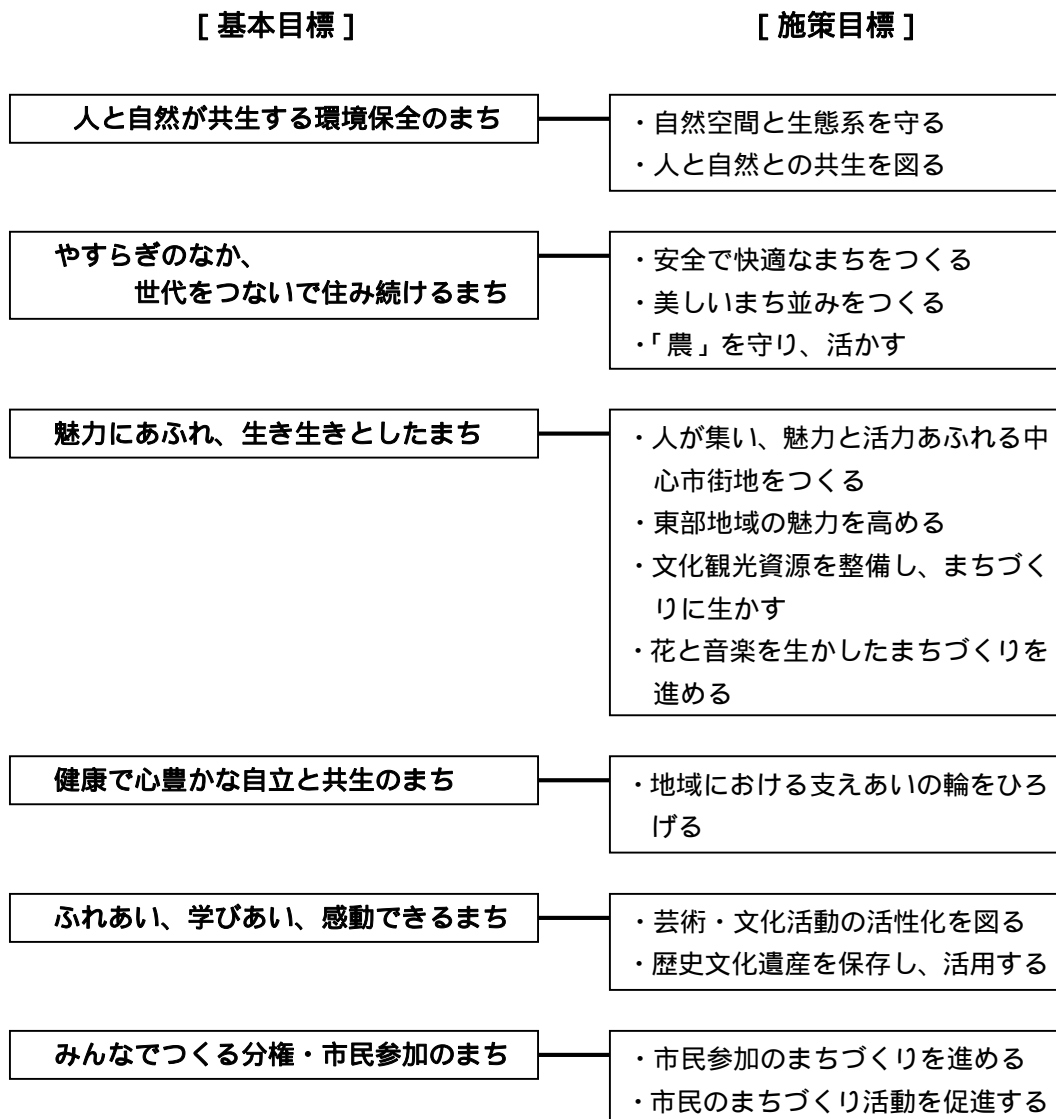 [ 基本目標 ]
[ 施策目標 ]
人と自然が共生する環境保全のまち
・自然空間と生態系を守る
・人と自然との共生を図る
やすらぎのなか、
世代をつないで住み続けるまち
・安全で快適なまちをつくる
・美しいまち並みをつくる
・「農」を守り、活かす
魅力にあふれ、生き生きとしたまち
・人が集い、魅力と活力あふれる中
心市街地をつくる
・東部地域の魅力を高める
・文化観光資源を整備し、まちづく
りに生かす
・花と音楽を生かしたまちづくりを
進める
健康で心豊かな自立と共生のまち
・地域における支えあいの輪をひろ
げる
ふれあい、学びあい、感動できるまち
・芸術・文化活動の活性化を図る
・歴史文化遺産を保存し、活用する
みんなでつくる分権・市民参加のまち
・市民参加のまちづくりを進める
・市民のまちづくり活動を促進する